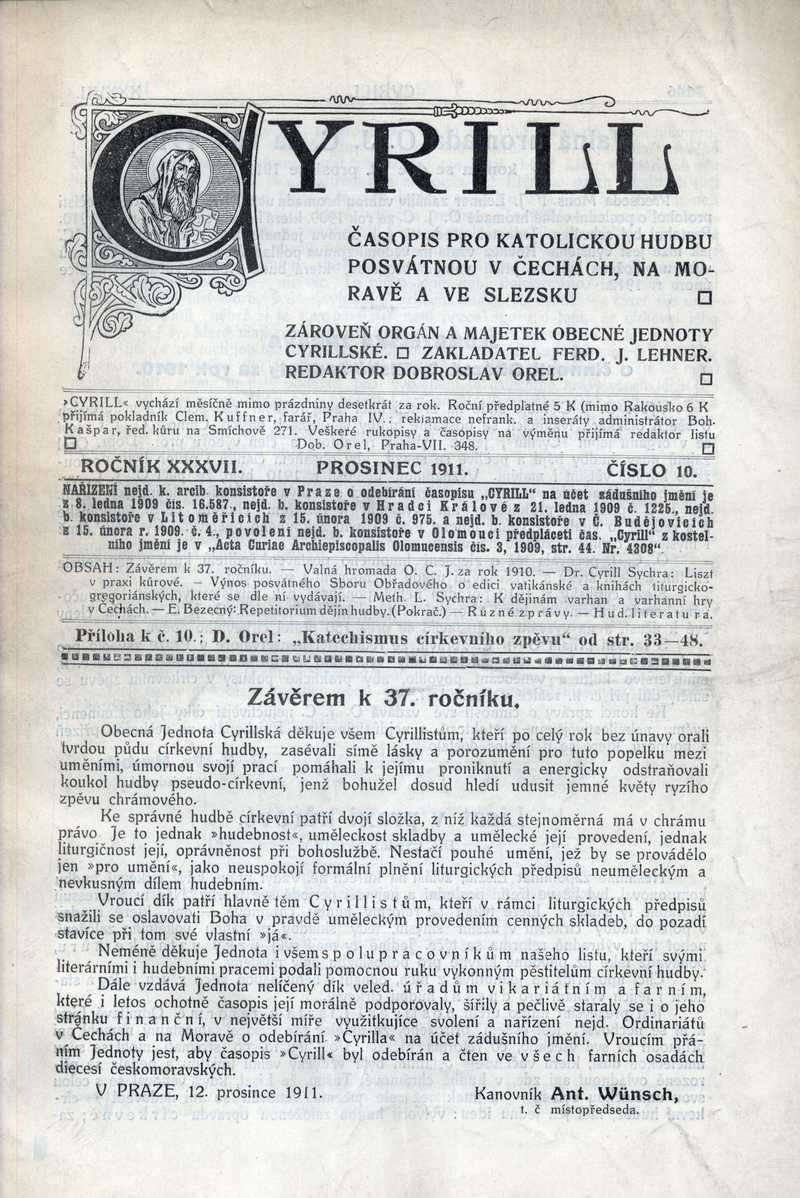 CYRILL
ČASOPIS PRO KATOLICKOU HUDBU
POSVÁTNOU V ČECHÁCH, NA MO-
RAVĚ A VE SLEZSKU
ZÁROVEŇ ORGÁN A MAJETEK OBECNÉ JEDNOTY
CYRILLSKÉ. □ ZAKLADATEL FERD. J. LEHNER.
REDAKTOR DOBROSLAV OREL.
»CYRILL« vychází měsíčně mimo prázdniny desetkrát za rok. Roční předplatné 5 K (mimo Rakousko 6 K
přijímá pokladník Clem. Kuffner, farář, Praha IV.; reklamace nefrank. a inseráty administrátor Boh.
Kašpar, řed. kůru na Smíchově 271. Veškeré rukopisy a časopisy na výměnu přijímá redaktor listu
Dob. Orel, Praha-VII. 348.
ROČNÍK XXXVII. PROSINEC 1911. ČÍSLO 10.
NAŘÍZENÍ nejd. k. arcib. konsistoře v Praze o odebírání časopisu „CYRILL“ na účet zádušního jmění je
z 8. ledna 1909 čís. 16.587., nejd. b. konsistoře v Hradci Králové z 21. ledna 1909 č. 1225., nejd.
b. konsistoře v Litoměřicích z 15. února 1909 č. 975. a nejd. b. konsistoře v Č. Budějovicích
z 15. února r. 1909. č. 4., povolení nejd. b. konsistoře v Olomouci předpláceti čas. „Cyrill“ z kostel-
ního jmění je v „Acta Curiae Archiepiscopalis Olomucensis čís. 3, 1909, str. 44. Nr. 4308“.
OBSAH: Závěrem k 37. ročníku. — Valná hromada O. C. J. za rok 1910. — Dr. Cyrill Sychra: Liszt
v praxi kůrové. — Výnos posvátného Sboru Obřadového o edici vatikánské a knihách liturgicko-
gregoriánských, které se dle ní vydávají. — Meth. L. Sychra: K dějinám varhan a varhanní hry
v Čechách. — E. Bezecný: Repetitorium dějin hudby. (Pokrač.) — Různé zprávy. — Hud. literatura.
Příloha k č. 10.; D. Orel: „Katechismus církevního zpěvu“ od str. 33—48.
Závěrem k 37. ročníku.
Obecná Jednota Cyrillská děkuje všem Cyrillistům, kteří po celý rok bez únavy orali
tvrdou půdu církevní hudby, zasévali símě lásky a porozumění pro tuto popelku mezi
uměními, úmornou svojí prací pomáhali k jejímu proniknutí a energicky odstraňovali
koukol hudby pseudo-církevní, jenž bohužel dosud hledí udusit jemné květy ryzího
zpěvu chrámového.
Ke správné hudbě církevní patří dvojí složka, z níž každá stejnoměrná má v chrámu
právo. Je to jednak »hudebnost«, uměleckost skladby a umělecké její provedení, jednak
liturgičnost její, oprávněnost při bohoslužbě. Nestačí pouhé umění, jež by se provádělo
jen »pro umění«, jako neuspokojí formální plnění liturgických předpisů neuměleckým a
nevkusným dílem hudebním.
Vroucí dík patří hlavně těm Cyrillistům, kteří v rámci liturgických předpisů
snažili se oslavovati Boha v pravdě uměleckým provedením cenných skladeb, do pozadí
stavíce při tom své vlastní »já«.
Neméně děkuje Jednota i všem spolupracovníkům našeho listu, kteří svými
literárními i hudebními pracemi podali pomocnou ruku výkonným pěstitelům církevní hudby.
Dále vzdává Jednota nelíčený dík veled. úřadům vikariátním a farním,
které i letos ochotně časopis její morálně podporovaly, šířily a pečlivě staraly se i o jeho
stránku finanční, v největší míře využitkujíce svolení a nařízení nejd. Ordinariátů
v Čechách a na Moravě o odebírání »Cyrilla« na účet zádušního jmění. Vroucím přá-
ním Jednoty jest, aby časopis »Cyrill« byl odebírán a čten ve všech farních osadách
diecesí českomoravských.
V PRAZE, 12. prosince 1911. Kanovník Ant. Wünsch,
t. č místopředseda.